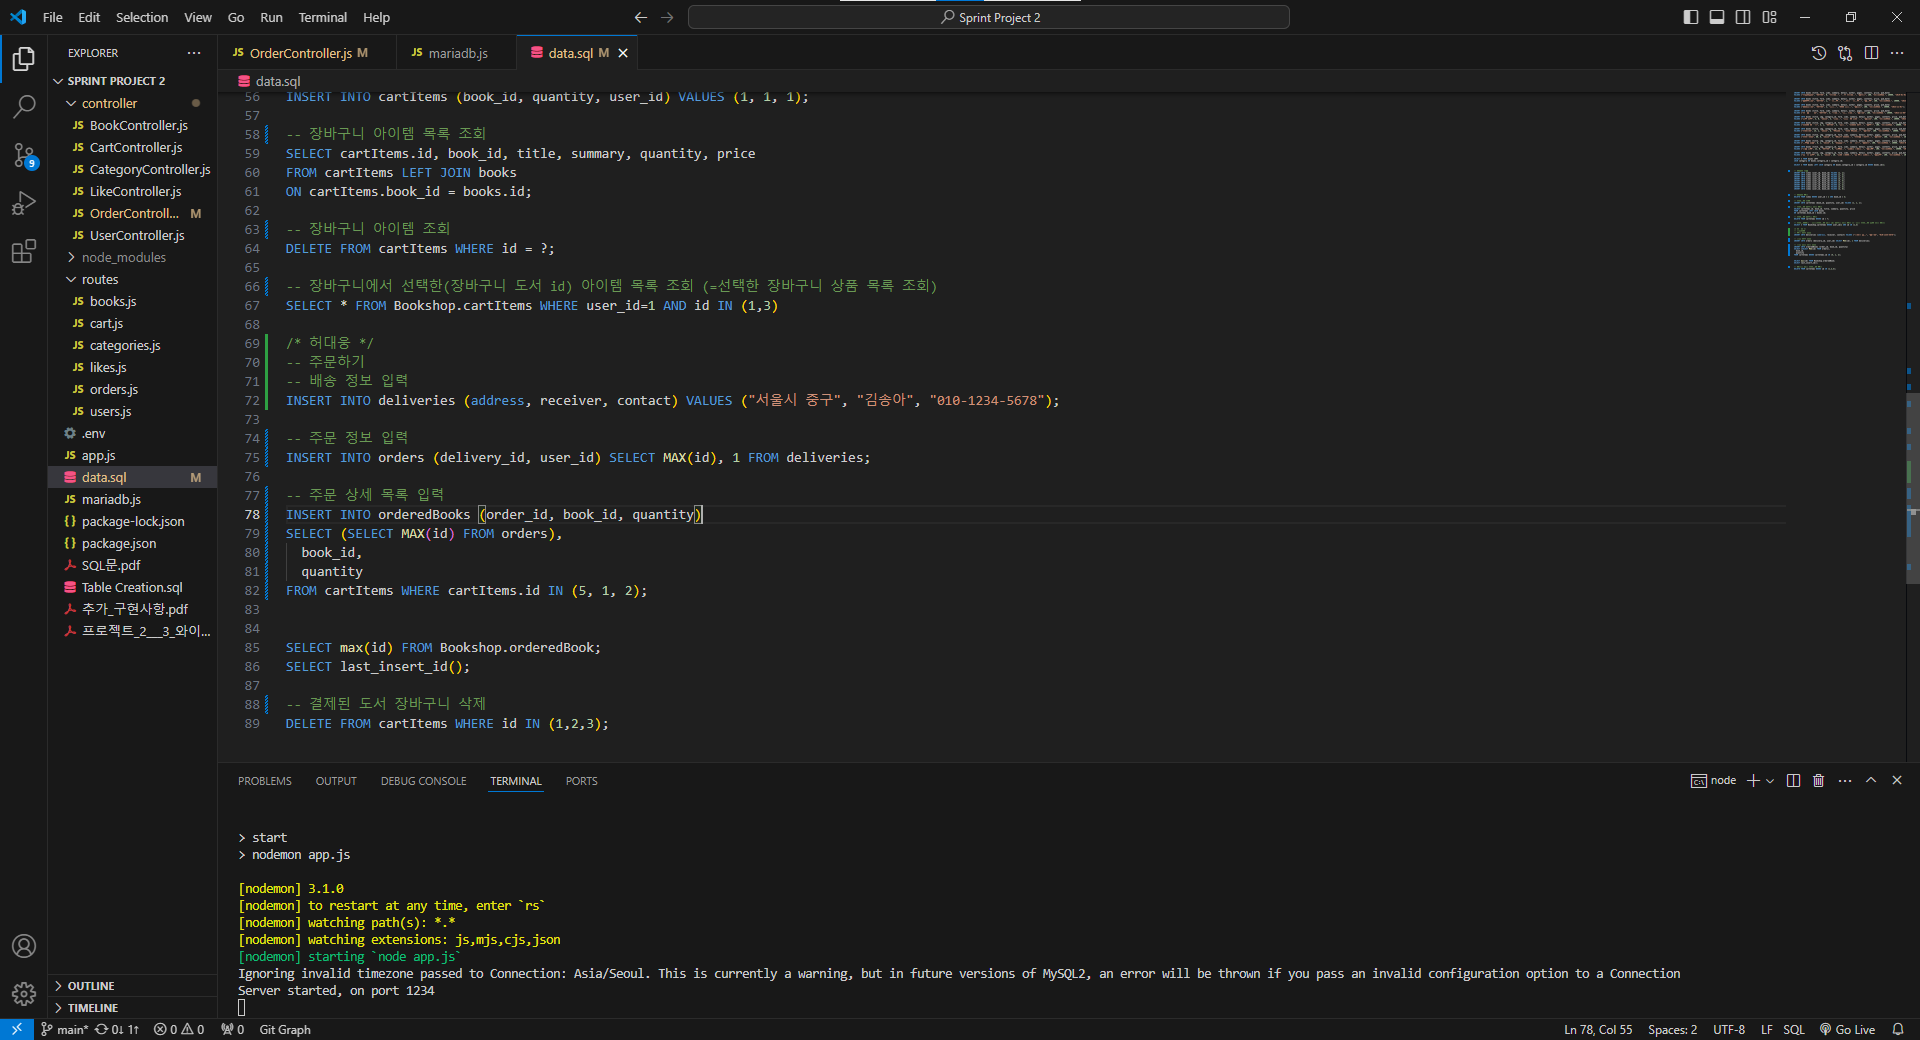 File Edit Selection View Go Run Terminal Help
Sprint Project 2
EXPLORER
SPRINT PROJECT 2
controller
JS BookController.js
JS CartController.js
JS CategoryController.js
JS LikeController.js
JS OrderControll... M
JS UserController.js
node_modules
routes
JS books.js
JS cart.js
JS categories.js
JS likes.js
JS orders.js
JS users.js
.env
JS app.js
data.sql M
JS mariadb.js
{} package-lock.json
{} package.json
SQL문.pdf
Table Creation.sql
추가_구현사항.pdf
프로젝트_2___3_와이...
OUTLINE
TIMELINE
9
JS OrderController.js M
JS mariadb.js
data.sql M
data.sql
56 INSERT INTO cartItems (book_id, quantity, user_id) VALUES (1, 1, 1);
57
58 -- 장바구니 아이템 목록 조회
59 SELECT cartItems.id, book_id, title, summary, quantity, price
60 FROM cartItems LEFT JOIN books
61 ON cartItems.book_id = books.id;
62
63 -- 장바구니 아이템 조회
64 DELETE FROM cartItems WHERE id = ?;
65
66 -- 장바구니에서 선택한(장바구니 도서 id) 아이템 목록 조회 (=선택한 장바구니 상품 목록 조회)
67 SELECT * FROM Bookshop.cartItems WHERE user_id=1 AND id IN (1,3)
68
69 /* 허대웅 */
70 -- 주문하기
71 -- 배송 정보 입력
72 INSERT INTO deliveries (address, receiver, contact) VALUES ("서울시 중구", "김송아", "010-1234-5678");
73
74 -- 주문 정보 입력
75 INSERT INTO orders (delivery_id, user_id) SELECT MAX(id), 1 FROM deliveries;
76
77 -- 주문 상세 목록 입력
78 INSERT INTO orderedBooks (order_id, book_id, quantity)
79 SELECT (SELECT MAX(id) FROM orders),
80 book_id,
81 quantity
82 FROM cartItems WHERE cartItems.id IN (5, 1, 2);
83
84
85 SELECT max(id) FROM Bookshop.orderedBook;
86 SELECT last_insert_id();
87
88 -- 결제된 도서 장바구니 삭제
89 DELETE FROM cartItems WHERE id IN (1,2,3);
PROBLEMS OUTPUT DEBUG CONSOLE TERMINAL PORTS
node
> start
> nodemon app.js
[nodemon] 3.1.0
[nodemon] to restart at any time, enter `rs`
[nodemon] watching path(s): *.*
[nodemon] watching extensions: js,mjs,cjs,json
[nodemon] starting `node app.js`
Ignoring invalid timezone passed to Connection: Asia/Seoul. This is currently a warning, but in future versions of MySQL2, an error will be thrown if you pass an invalid configuration option to a Connection
Server started, on port 1234
main* 0↓ 1↑ 0 0 0 Git Graph
Ln 78, Col 55 Spaces: 2 UTF-8 LF SQL Go Live